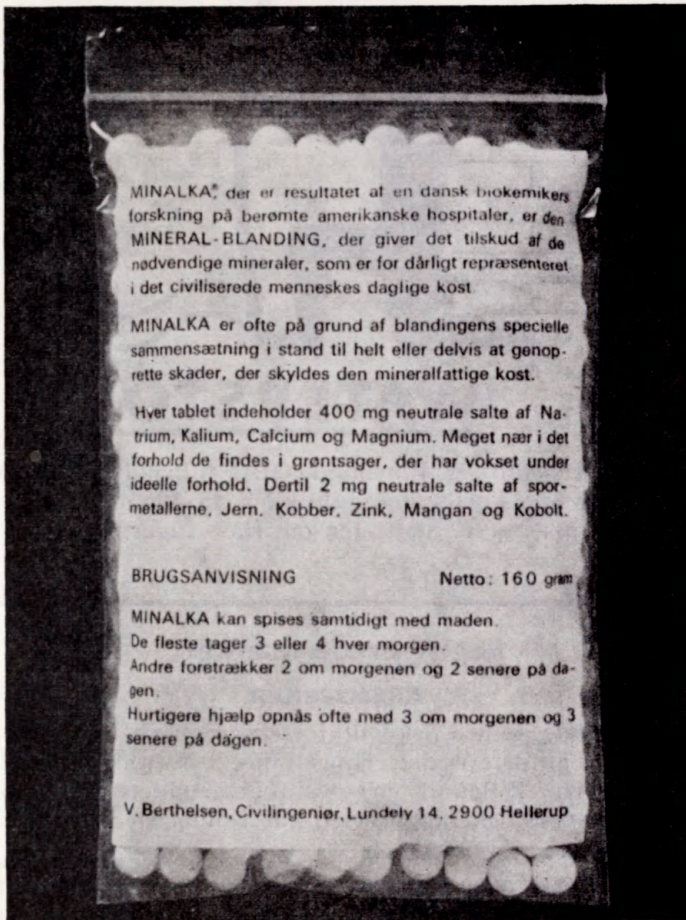 MINALKA®, der er resultatet af en dansk biokemikers
forskning på berømte amerikanske hospitaler, er den
MINERAL-BLANDING, der giver det tilskud af de
nødvendige mineraler, som er for dårligt repræsenteret
i det civiliserede menneskes daglige kost
MINALKA er ofte på grund af blandingens specielle
sammensætning i stand til helt eller delvis at genop-
rette skader, der skyldes den mineralfattige kost.
Hver tablet indeholder 400 mg neutrale salte af Na-
trium, Kalium, Calcium og Magnium. Meget nær i det
forhold de findes i grøntsager, der har vokset under
ideelle forhold. Dertil 2 mg neutrale salte af spor-
metallerne, Jern, Kobber, Zink, Mangan og Kobolt.
BRUGSANVISNING Netto: 160 gram
MINALKA kan spises samtidigt med maden.
De fleste tager 3 eller 4 hver morgen.
Andre foretrækker 2 om morgenen og 2 senere på da-
gen.
Hurtigere hjælp opnås ofte med 3 om morgenen og 3
senere på dagen.
V. Berthelsen, Civilingeniør, Lundely 14, 2900 Hellerup